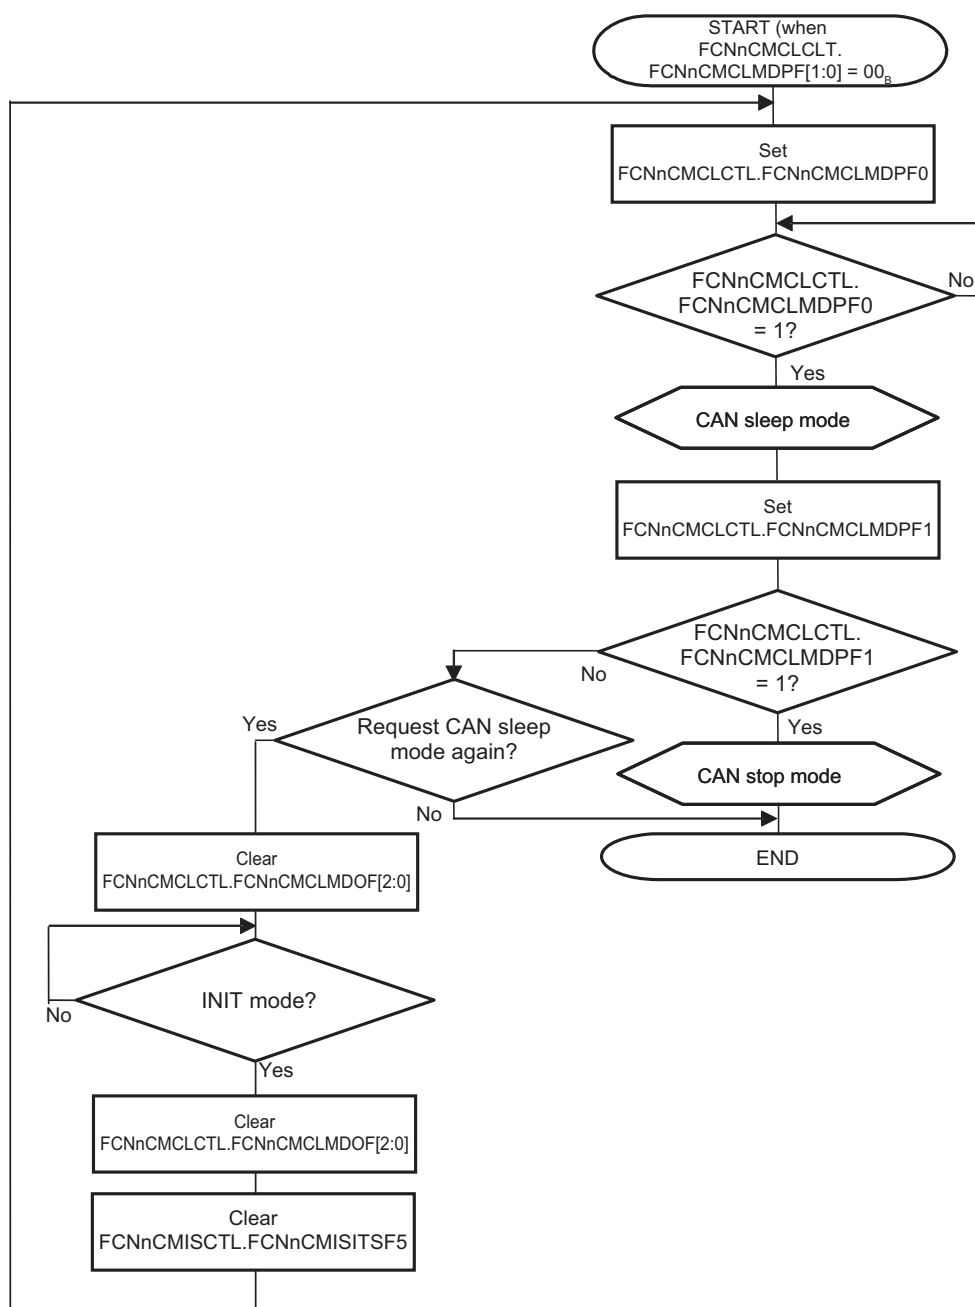 START (when
FCNnCMCLCLT.
FCNnCMCLMDPF[1:0] = 00B
Set
FCNnCMCLCTL.FCNnCMCLMDPF0
FCNnCMCLCTL.
FCNnCMCLMDPF0
= 1?
No
Yes
CAN sleep mode
Set
FCNnCMCLCTL.FCNnCMCLMDPF1
FCNnCMCLCTL.
FCNnCMCLMDPF1
= 1?
No
Yes
Request CAN sleep
mode again?
Yes
No
CAN stop mode
END
Clear
FCNnCMCLCTL.FCNnCMCLMDOF[2:0]
INIT mode?
No
Yes
Clear
FCNnCMCLCTL.FCNnCMCLMDOF[2:0]
Clear
FCNnCMISCTL.FCNnCMISITSF5